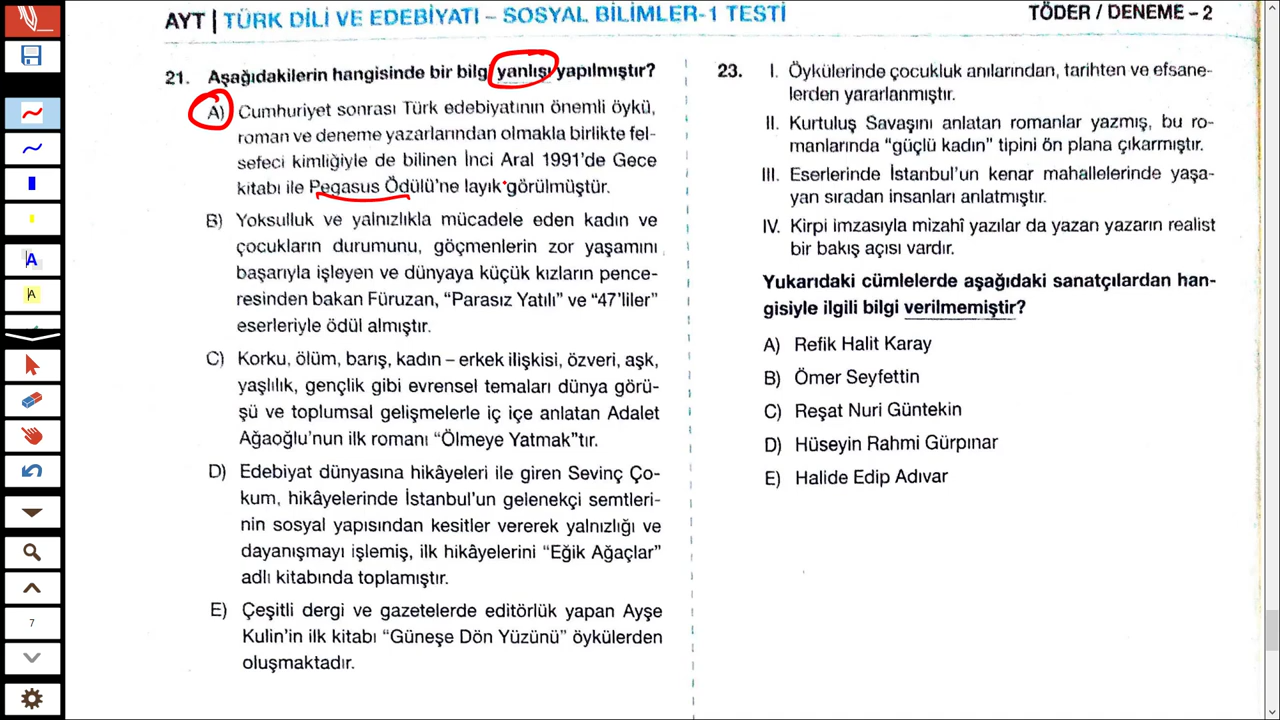 AYT | TÜRK DİLİ VE EDEBİYATI – SOSYAL BİLİMLER-1 TESTİ
TÖDER / DENEME – 2
21. Aşağıdakilerin hangisinde bir bilg yanlışı yapılmıştır?
A) Cumhuriyet sonrası Türk edebiyatının önemli öykü,
roman ve deneme yazarlarından olmakla birlikte fel-
sefeci kimliğiyle de bilinen İnci Aral 1991'de Gece
kitabı ile Pegasus Ödülü'ne layık görülmüştür.
B) Yoksulluk ve yalnızlıkla mücadele eden kadın ve
çocukların durumunu, göçmenlerin zor yaşamını
başarıyla işleyen ve dünyaya küçük kızların pence-
resinden bakan Füruzan, “Parasız Yatılı” ve “47'liler”
eserleriyle ödül almıştır.
C) Korku, ölüm, barış, kadın – erkek ilişkisi, özveri, aşk,
yaşlılık, gençlik gibi evrensel temaları dünya görü-
şü ve toplumsal gelişmelerle iç içe anlatan Adalet
Ağaoğlu'nun ilk romanı “Ölmeye Yatmak”tır.
D) Edebiyat dünyasına hikâyeleri ile giren Sevinç Ço-
kum, hikâyelerinde İstanbul'un gelenekçi semtleri-
nin sosyal yapısından kesitler vererek yalnızlığı ve
dayanışmayı işlemiş, ilk hikâyelerini “Eğik Ağaçlar”
adlı kitabında toplamıştır.
E) Çeşitli dergi ve gazetelerde editörlük yapan Ayşe
Kulin'in ilk kitabı “Güneşe Dön Yüzünü” öykülerden
oluşmaktadır.
23. I. Öykülerinde çocukluk anılarından, tarihten ve efsane-
lerden yararlanmıştır.
II. Kurtuluş Savaşını anlatan romanlar yazmış, bu ro-
manlarında “güçlü kadın” tipini ön plana çıkarmıştır.
III. Eserlerinde İstanbul'un kenar mahallelerinde yaşa-
yan sıradan insanları anlatmıştır.
IV. Kirpi imzasıyla mizahî yazılar da yazan yazarın realist
bir bakış açısı vardır.
Yukarıdaki cümlelerde aşağıdaki sanatçılardan han-
gisiyle ilgili bilgi verilmemiştir?
A) Refik Halit Karay
B) Ömer Seyfettin
C) Reşat Nuri Güntekin
D) Hüseyin Rahmi Gürpınar
E) Halide Edip Adıvar
A
A
7